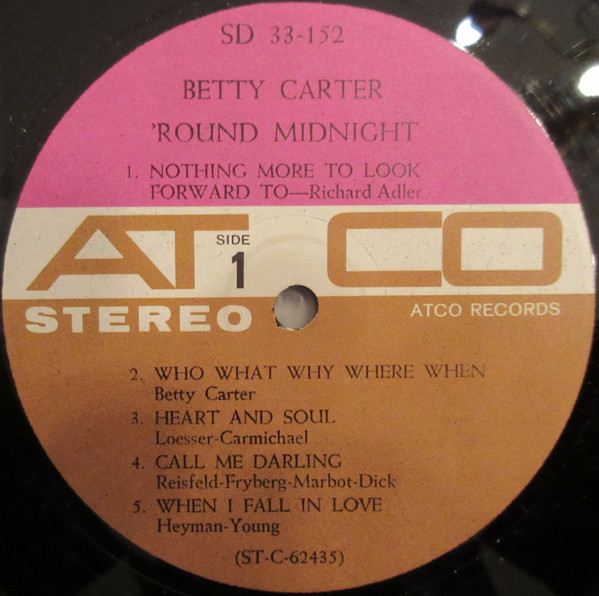 SD 33-152
BETTY CARTER
'ROUND MIDNIGHT
1. NOTHING MORE TO LOOK
FORWARD TO—Richard Adler
ATCO
SIDE
1
STEREO
ATCO RECORDS
2. WHO WHAT WHY WHERE WHEN
Betty Carter
3. HEART AND SOUL
Loesser-Carmichael
4. CALL ME DARLING
Reisfeld-Fryberg-Marbot-Dick
5. WHEN I FALL IN LOVE
Heyman-Young
(ST-C-62435)